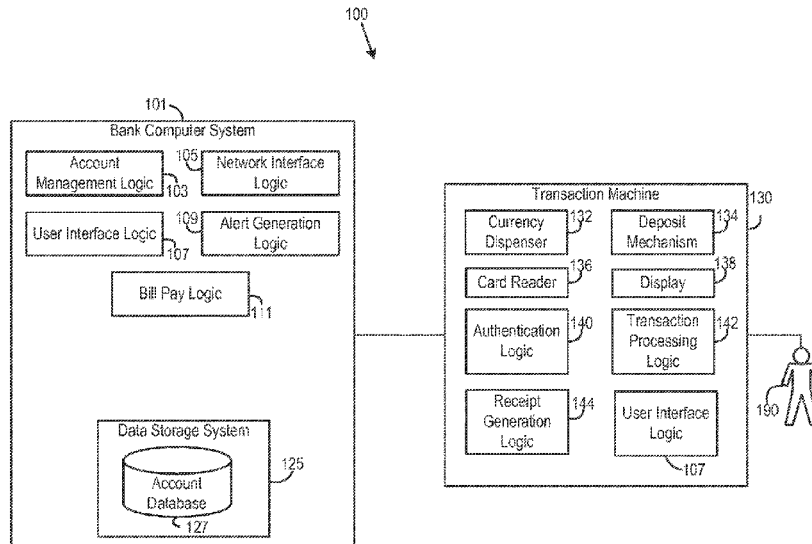 100
101
Bank Computer System
Account
Management Logic
103
105
Network Interface
Logic
User Interface Logic
107
109
Alert Generation
Logic
Bill Pay Logic
111
Data Storage System
125
Account
Database
127
Transaction Machine
130
Currency
Dispenser
132
Deposit
Mechanism
134
Card Reader
136
Display
138
Authentication
Logic
140
Transaction
Processing
Logic
142
Receipt
Generation
Logic
144
User Interface
Logic
107
190